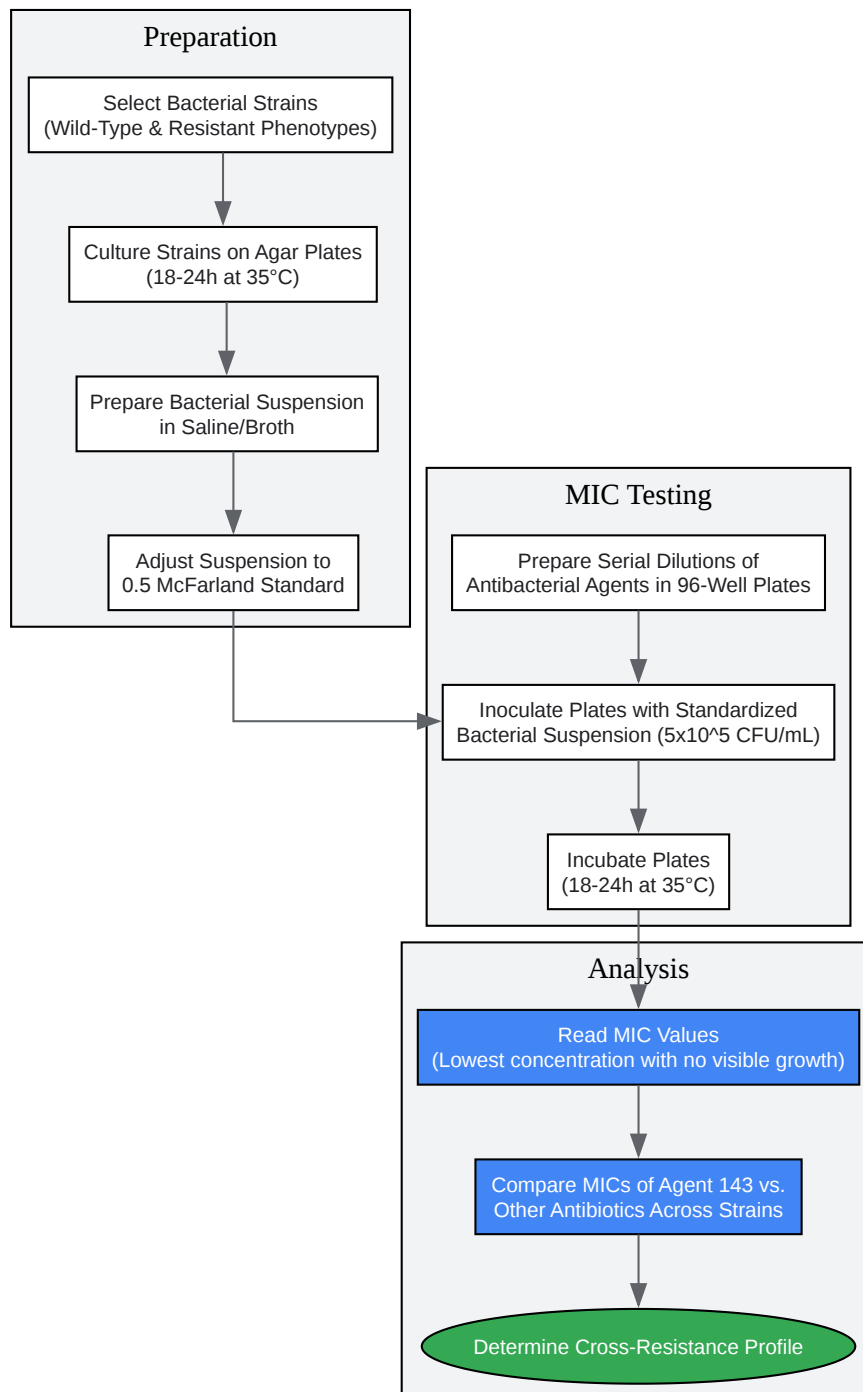 Preparation
Select Bacterial Strains
(Wild-Type & Resistant Phenotypes)
Culture Strains on Agar Plates
(18-24h at 35°C)
Prepare Bacterial Suspension
in Saline/Broth
Adjust Suspension to
0.5 McFarland Standard
MIC Testing
Prepare Serial Dilutions of
Antibacterial Agents in 96-Well Plates
Inoculate Plates with Standardized
Bacterial Suspension (5x10^5 CFU/mL)
Incubate Plates
(18-24h at 35°C)
Analysis
Read MIC Values
(Lowest concentration with no visible growth)
Compare MICs of Agent 143 vs.
Other Antibiotics Across Strains
Determine Cross-Resistance Profile